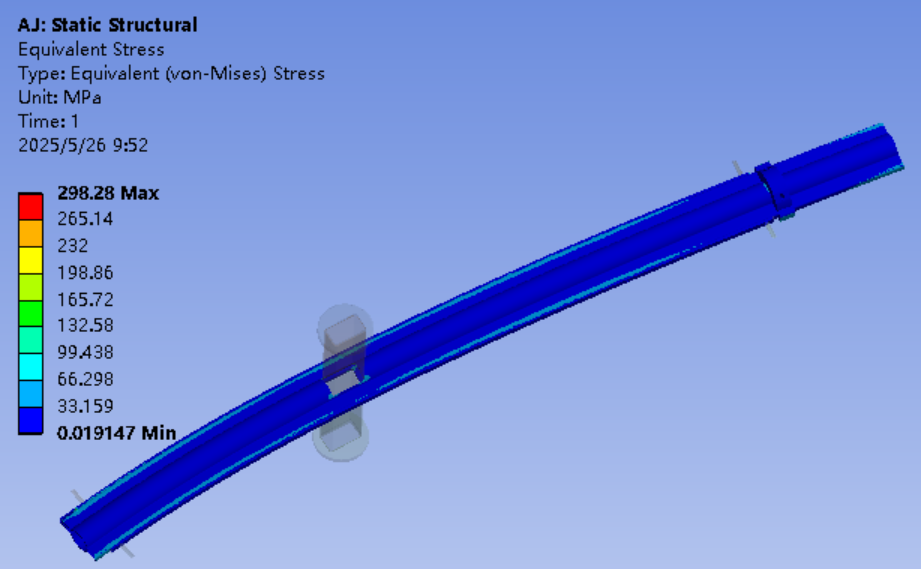 AJ: Static Structural
Equivalent Stress
Type: Equivalent (von-Mises) Stress
Unit: MPa
Time: 1
2025/5/26 9:52
298.28 Max
265.14
232
198.86
165.72
132.58
99.438
66.298
33.159
0.019147 Min